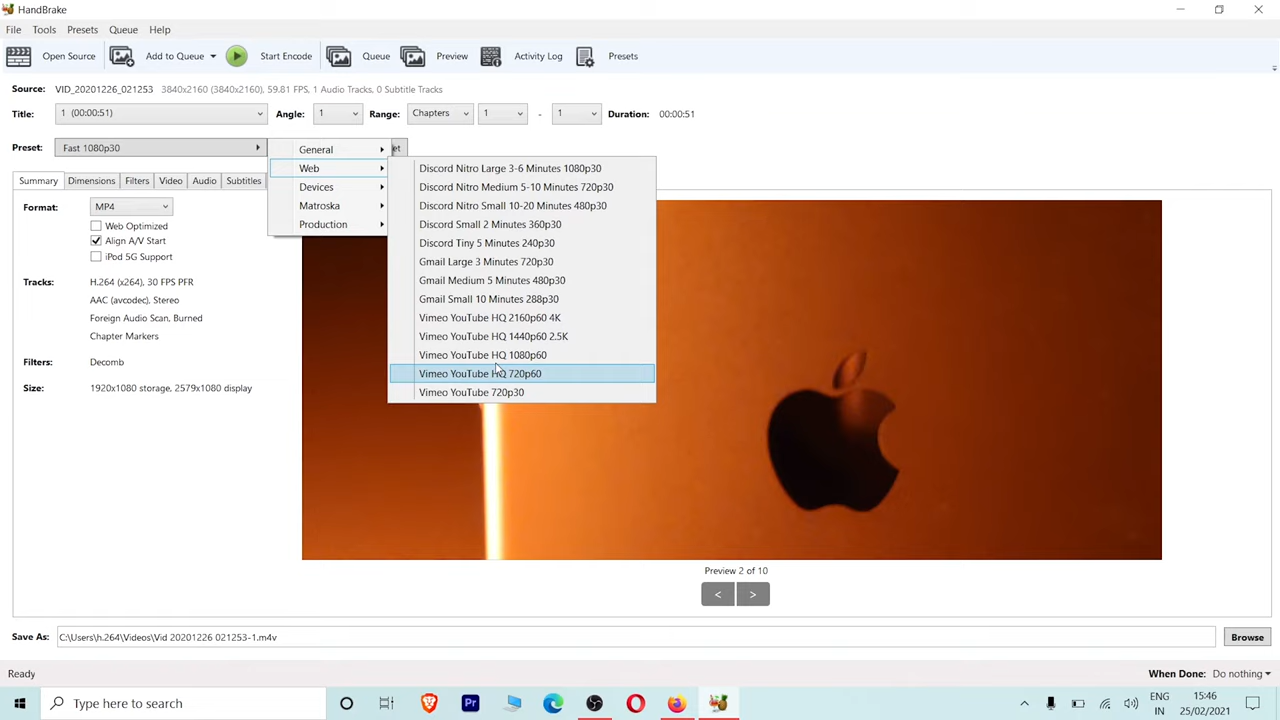 HandBrake
File Tools Presets Queue Help
Open Source Add to Queue Start Encode Queue Preview Activity Log Presets
Source: VID_20201226_021253 3840x2160 (3840x2160), 59.81 FPS, 1 Audio Tracks, 0 Subtitle Tracks
Title: 1 (00:00:51) Angle: 1 Range: Chapters 1 - 1 Duration: 00:00:51
Preset: Fast 1080p30 et
General
Web
Devices
Matroska
Production
Discord Nitro Large 3-6 Minutes 1080p30
Discord Nitro Medium 5-10 Minutes 720p30
Discord Nitro Small 10-20 Minutes 480p30
Discord Small 2 Minutes 360p30
Discord Tiny 5 Minutes 240p30
Gmail Large 3 Minutes 720p30
Gmail Medium 5 Minutes 480p30
Gmail Small 10 Minutes 288p30
Vimeo YouTube HQ 2160p60 4K
Vimeo YouTube HQ 1440p60 2.5K
Vimeo YouTube HQ 1080p60
Vimeo YouTube HQ 720p60
Vimeo YouTube 720p30
Summary Dimensions Filters Video Audio Subtitles
Format: MP4
Web Optimized
Align A/V Start
iPod 5G Support
Tracks: H.264 (x264), 30 FPS PFR
AAC (avcodec), Stereo
Foreign Audio Scan, Burned
Chapter Markers
Filters: Decomb
Size: 1920x1080 storage, 2579x1080 display
Preview 2 of 10
< >
Save As: C:\Users\h.264\Videos\Vid 20201226 021253-1.m4v Browse
Ready When Done: Do nothing
Type here to search Pr ENG IN 15:46 25/02/2021